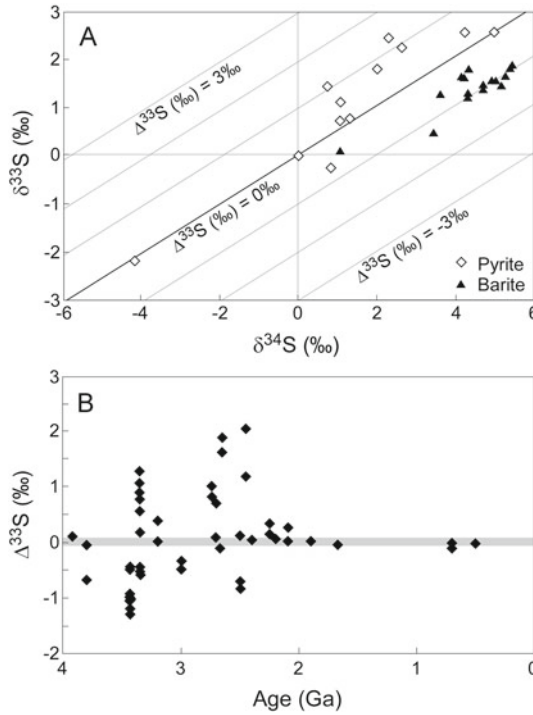 A
3
2
1
0
-1
-2
3
δ³³S (‰)
Δ³³S (‰) = 3‰
Δ³³S (‰) = 0‰
Δ³³S (‰) = -3‰
Pyrite
Barite
-6 -4 -2 0 2 4 6
δ³⁴S (‰)
B
3
2
1
0
-1
-2
Δ³³S (‰)
4 3 2 1 0
Age (Ga)